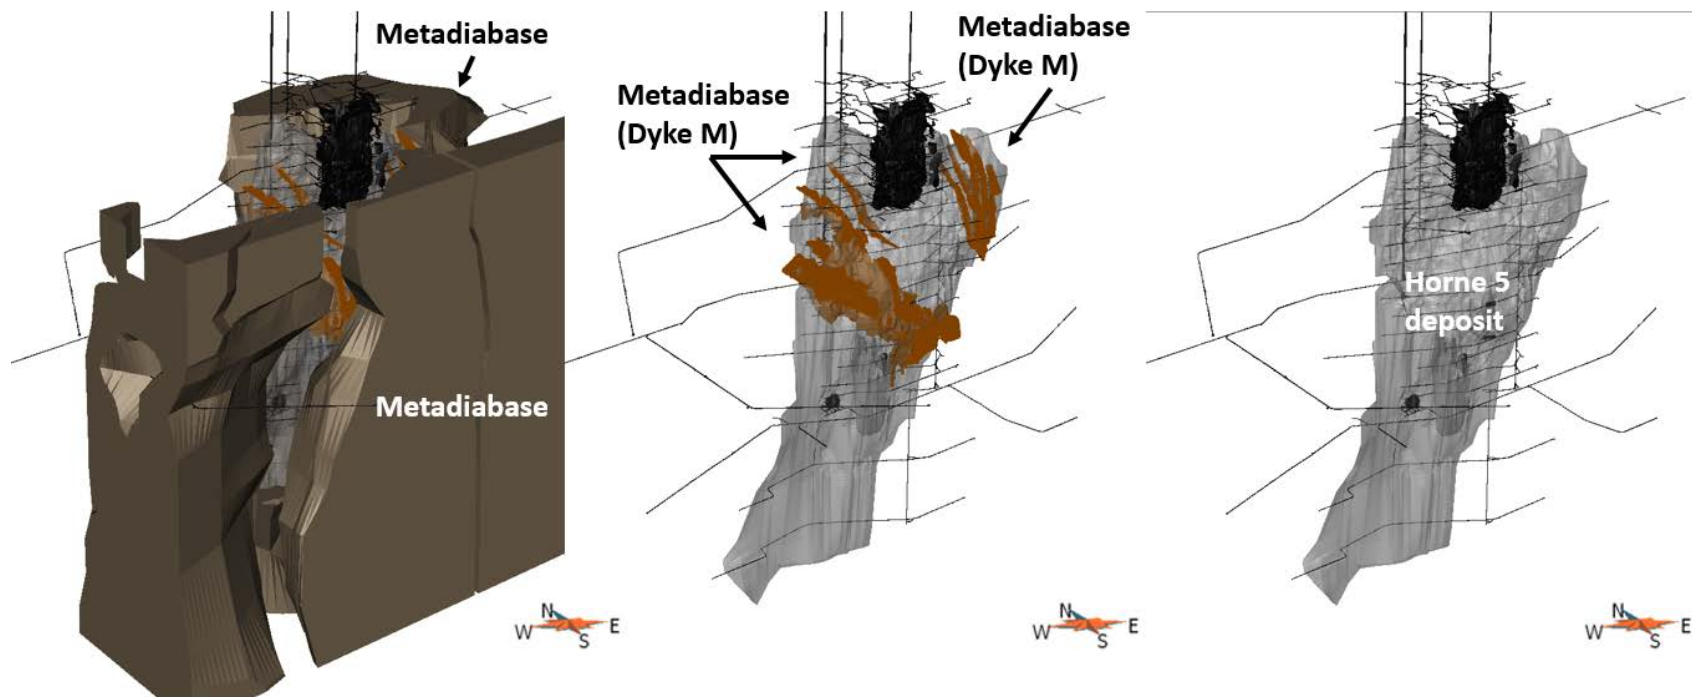 Metadiabase
Metadiabase
N
W E
S
Metadiabase
(Dyke M)
Metadiabase
(Dyke M)
N
W E
S
Horne 5
deposit
N
W E
S